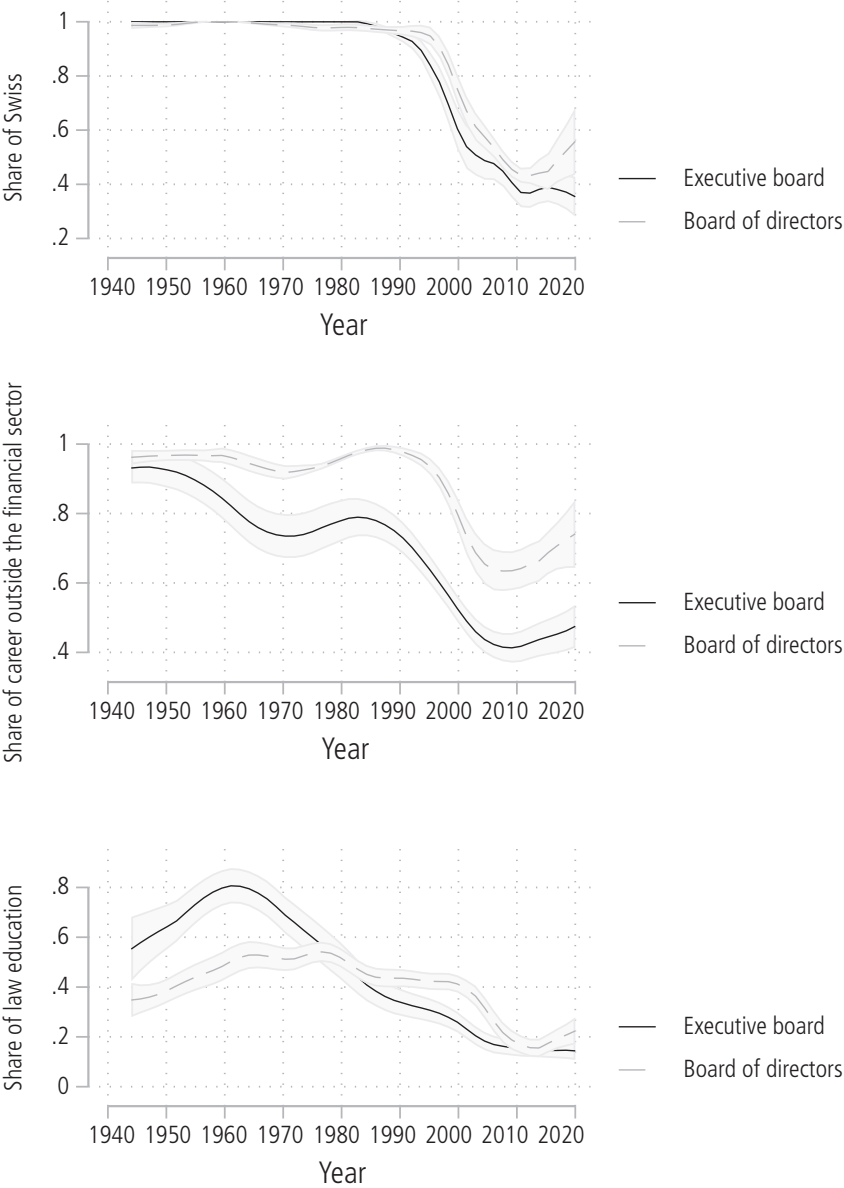 Share of Swiss
1
.8
.6
.4
.2
1940 1950 1960 1970 1980 1990 2000 2010 2020
Year
Executive board
Board of directors
Share of career outside the financial sector
1
.8
.6
.4
1940 1950 1960 1970 1980 1990 2000 2010 2020
Year
Executive board
Board of directors
Share of law education
.8
.6
.4
.2
0
1940 1950 1960 1970 1980 1990 2000 2010 2020
Year
Executive board
Board of directors